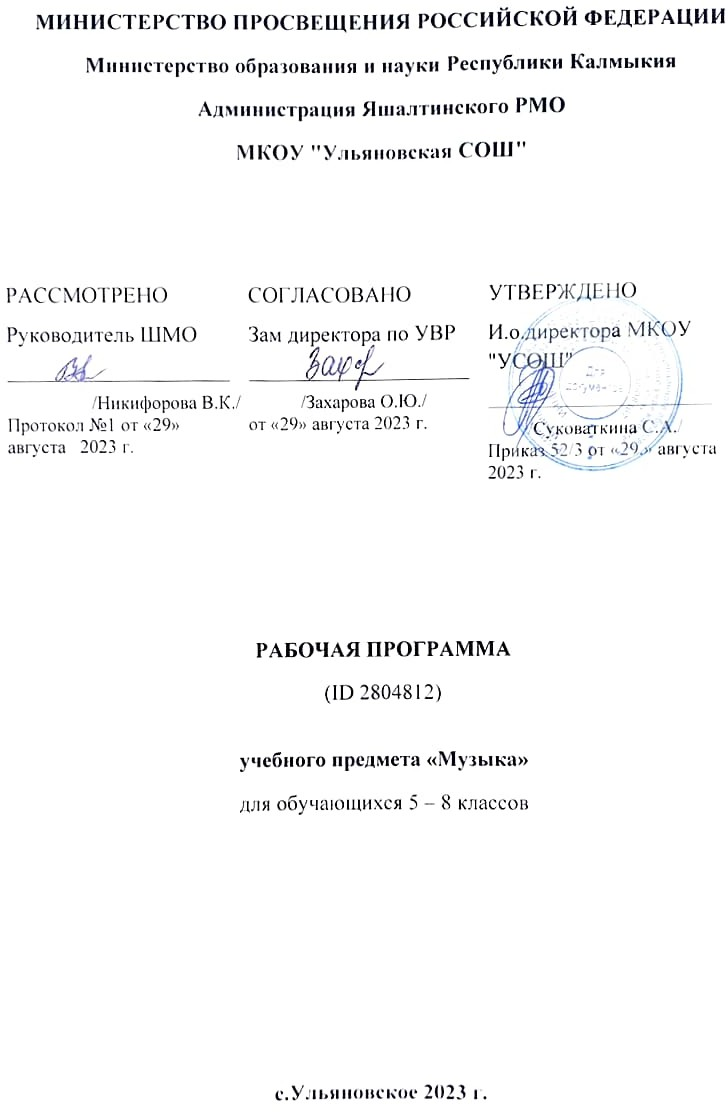 МИНИСТЕРСТВО ПРОСВЕЩЕНИЯ РОССИЙСКОЙ ФЕДЕРАЦИИ
Министерство образования и науки Республики Калмыкия
Администрация Яшалтинского РМО
МКОУ "Ульяновская СОШ"
РАССМОТРЕНО
Руководитель ШМО
/Никифорова В.К./
Протокол №1 от «29»
августа 2023 г.
СОГЛАСОВАНО
Зам директора по УВР
Захар
/Захарова О.Ю./
от «29» августа 2023 г.
УТВЕРЖДЕНО
И.о.директора МКОУ
"УСОШ"
Для
документов
Суковаткина С.А./
Приказ 52/3 от «29.» августа
2023 г.
РАБОЧАЯ ПРОГРАММА
(ID 2804812)
учебного предмета «Музыка»
для обучающихся 5 – 8 классов
с.Ульяновское 2023 г.